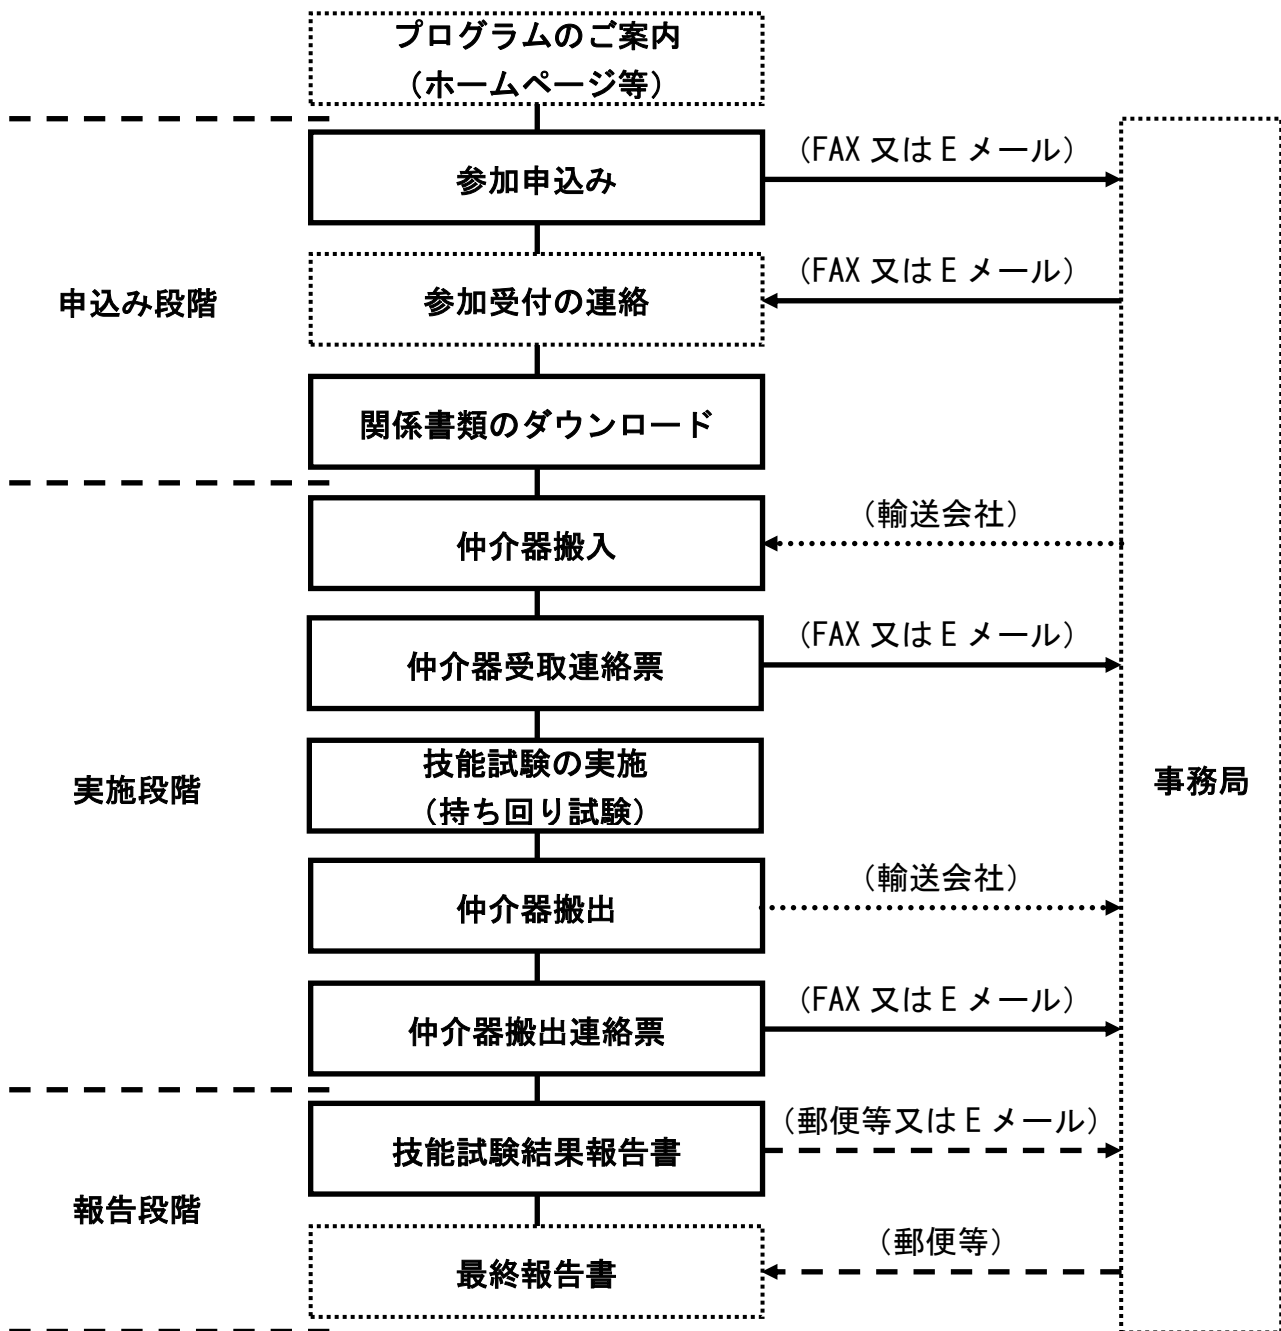 プログラムのご案内
（ホームページ等）
参加申込み
（FAX 又は E メール）
申込み段階
参加受付の連絡
（FAX 又は E メール）
関係書類のダウンロード
仲介器搬入
（輸送会社）
仲介器受取連絡票
（FAX 又は E メール）
実施段階
技能試験の実施
（持ち回り試験）
事務局
仲介器搬出
（輸送会社）
仲介器搬出連絡票
（FAX 又は E メール）
技能試験結果報告書
（郵便等又は E メール）
報告段階
最終報告書
（郵便等）